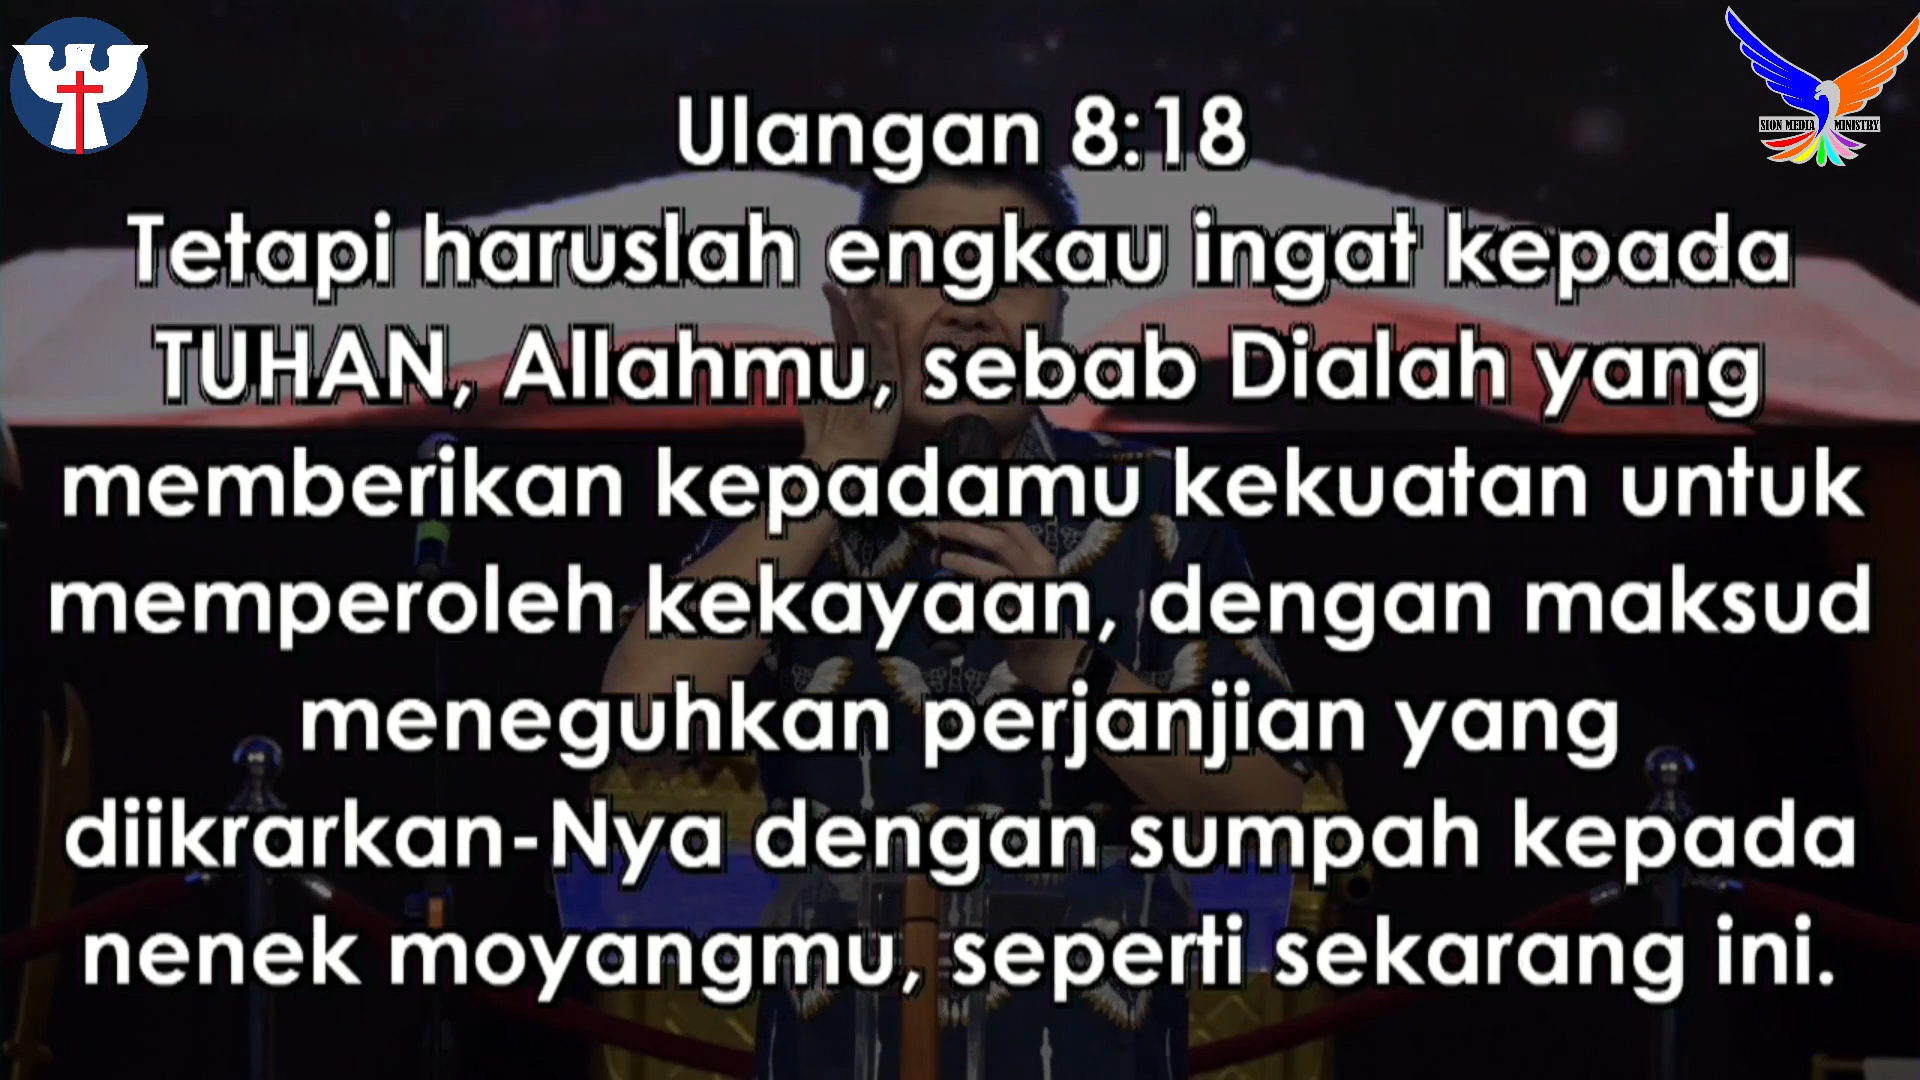 Ulangan 8:18
Tetapi haruslah engkau ingat kepada
TUHAN, Allahmu, sebab Dialah yang
memberikan kepadamu kekuatan untuk
memperoleh kekayaan, dengan maksud
meneguhkan perjanjian yang
diikrarkan-Nya dengan sumpah kepada
nenek moyangmu, seperti sekarang ini.
SION MEDIA MINISTRY